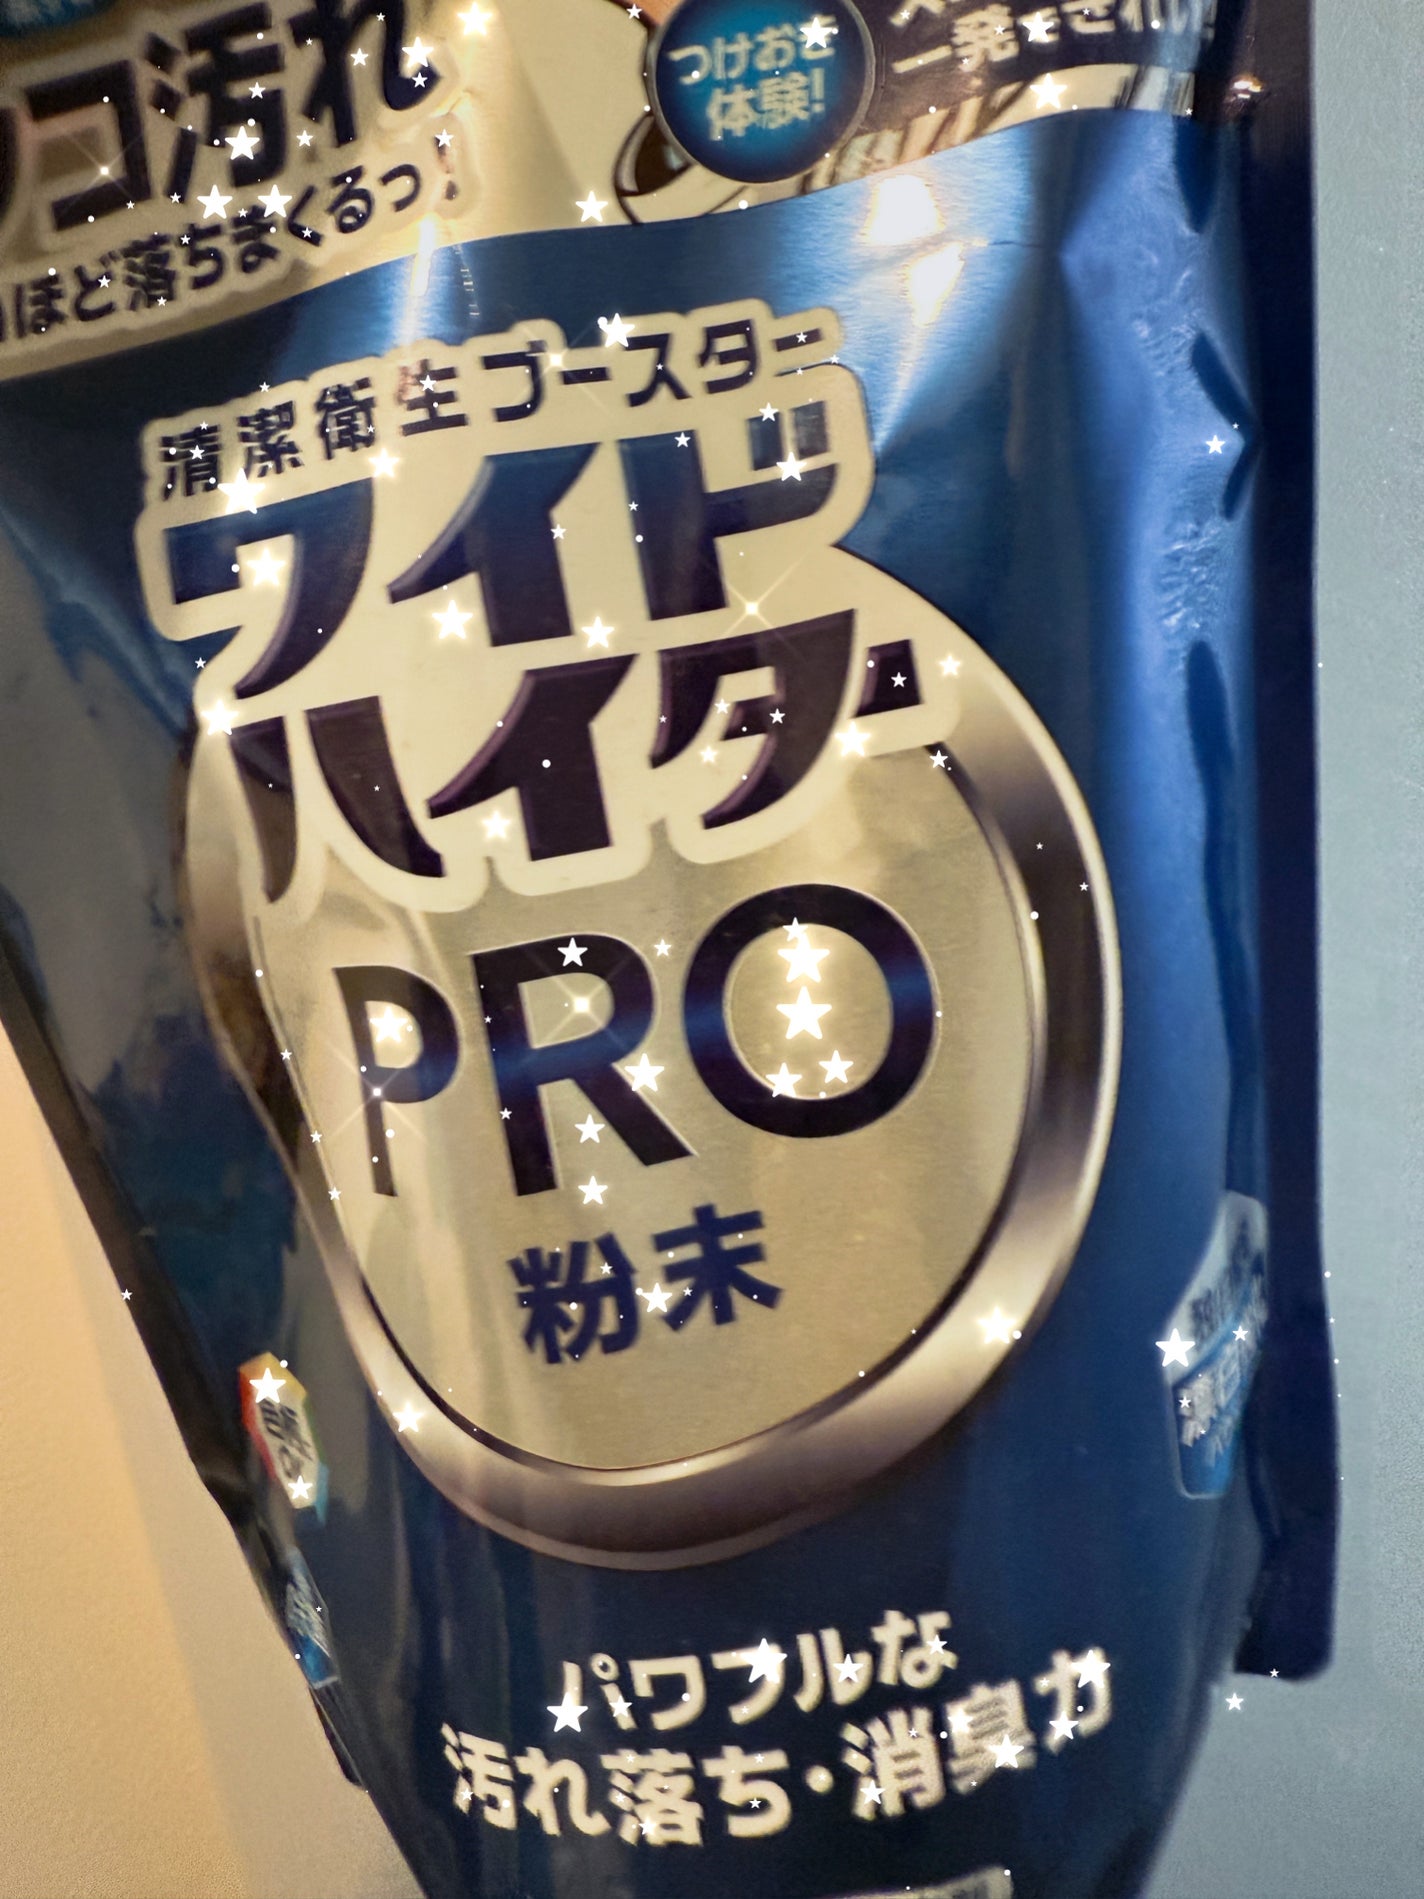 コ汚れ
ほど落ちまくるっ!
つけおき
体験!
清潔衛生ブースター
ワイド
ハイター
PRO
粉末
パワフルな
汚れ落ち・消臭力